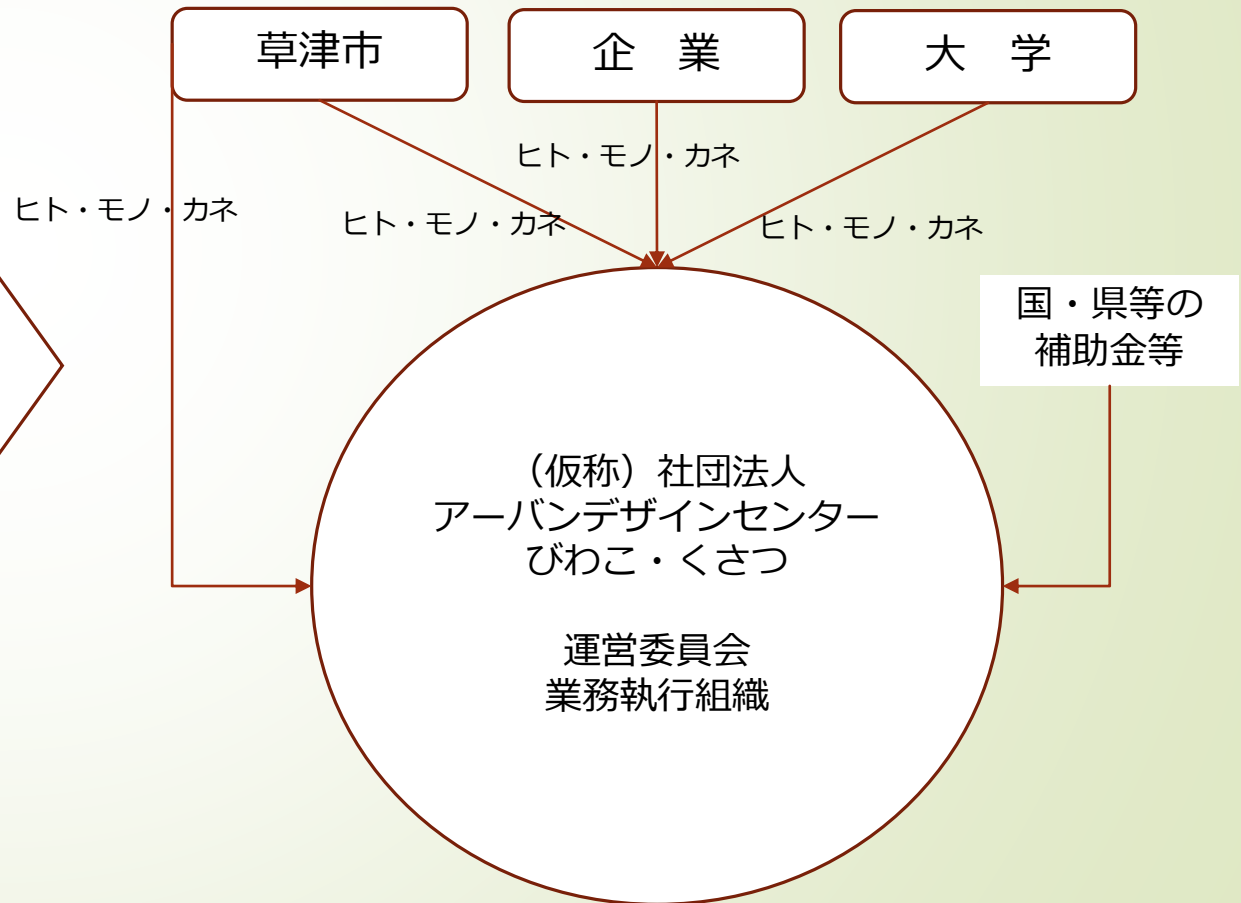 草津市
企　業
大　学
ヒト・モノ・カネ
ヒト・モノ・カネ
ヒト・モノ・カネ
ヒト・モノ・カネ
国・県等の
補助金等
（仮称）社団法人
アーバンデザインセンター
びわこ・くさつ
運営委員会
業務執行組織